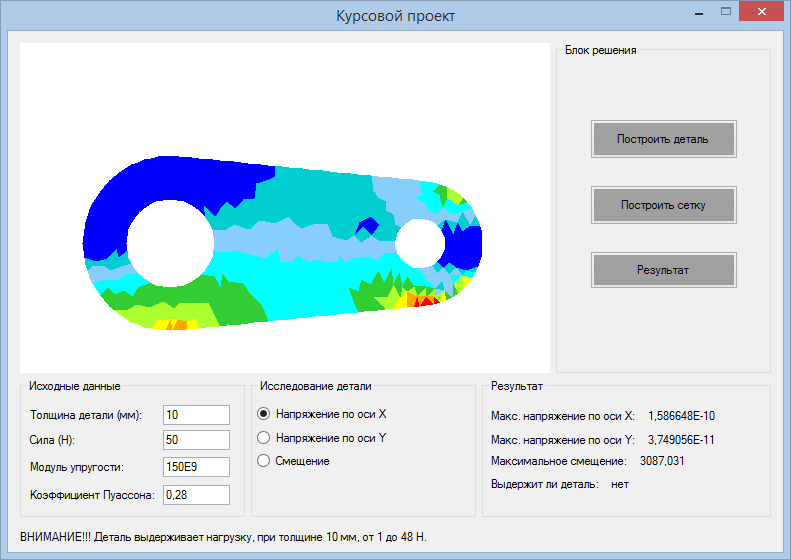 Курсовой проект
Блок решения
Построить деталь
Построить сетку
Результат
Исходные данные
Толщина детали (мм): 10
Сила (Н): 50
Модуль упругости: 150E9
Коэффициент Пуассона: 0,28
Исследование детали
Напряжение по оси X
Напряжение по оси Y
Смещение
Результат
Макс. напряжение по оси X: 1,586648E-10
Макс. напряжение по оси Y: 3,749056E-11
Максимальное смещение: 3087,031
Выдержит ли деталь: нет
ВНИМАНИЕ!!! Деталь выдерживает нагрузку, при толщине 10 мм, от 1 до 48 Н.